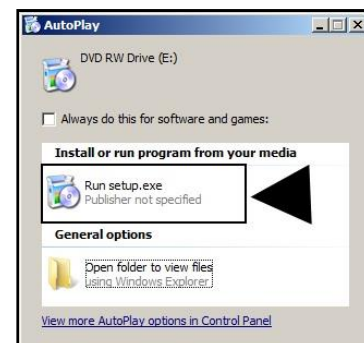 AutoPlay
DVD RW Drive (E:)
Always do this for software and games:
Install or run program from your media
Run setup.exe
Publisher not specified
General options
Open folder to view files
using Windows Explorer
View more AutoPlay options in Control Panel